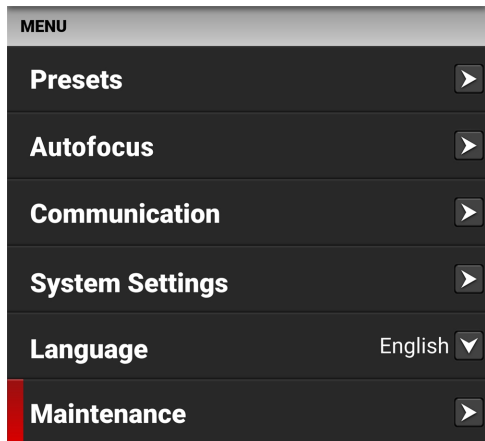 MENU
Presets
Autofocus
Communication
System Settings
Language English
Maintenance